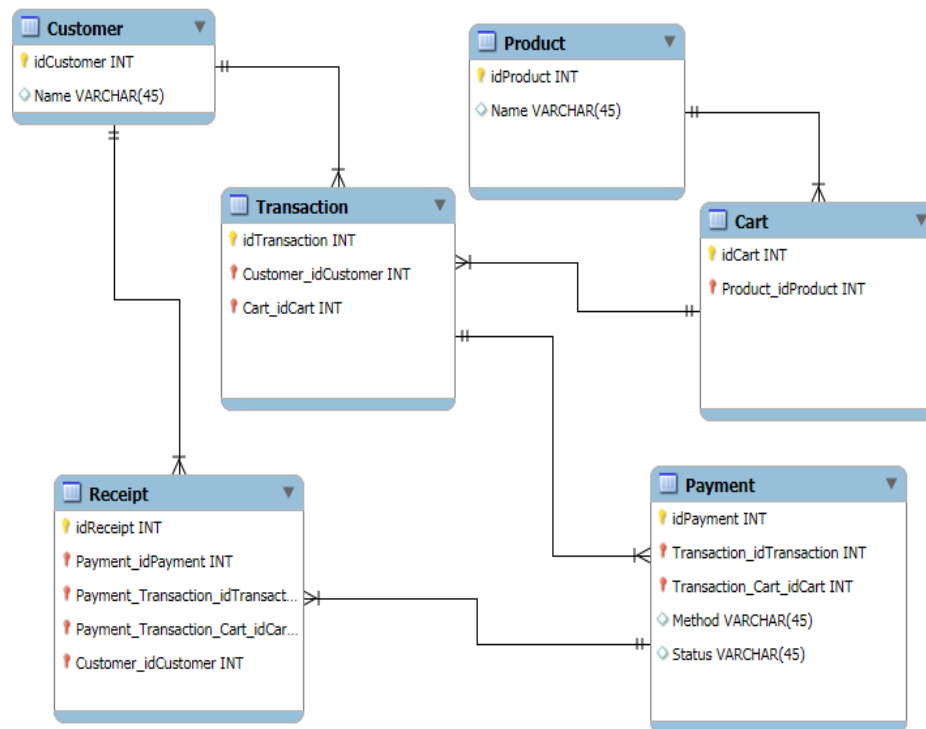 Customer
idCustomer INT
Name VARCHAR(45)
Product
idProduct INT
Name VARCHAR(45)
Transaction
idTransaction INT
Customer_idCustomer INT
Cart_idCart INT
Cart
idCart INT
Product_idProduct INT
Receipt
idReceipt INT
Payment_idPayment INT
Payment_Transaction_idTransact...
Payment_Transaction_Cart_idCar...
Customer_idCustomer INT
Payment
idPayment INT
Transaction_idTransaction INT
Transaction_Cart_idCart INT
Method VARCHAR(45)
Status VARCHAR(45)